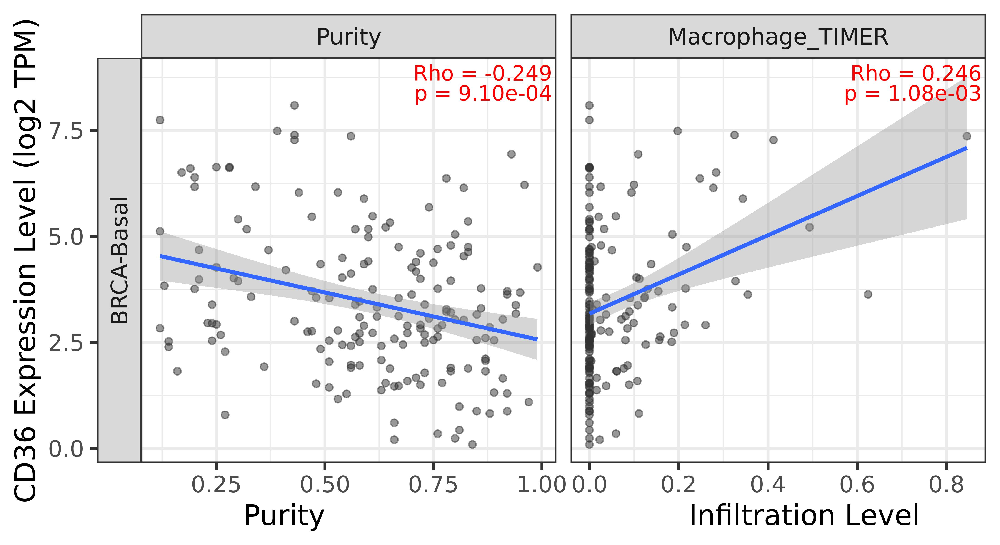 Purity
Macrophage_TIMER
Rho = -0.249
p = 9.10e-04
Rho = 0.246
p = 1.08e-03
CD36 Expression Level (log2 TPM)
BRCA-Basal
7.5
5.0
2.5
0.0
0.25 0.50 0.75 1.00
0.0 0.2 0.4 0.6 0.8
Purity
Infiltration Level